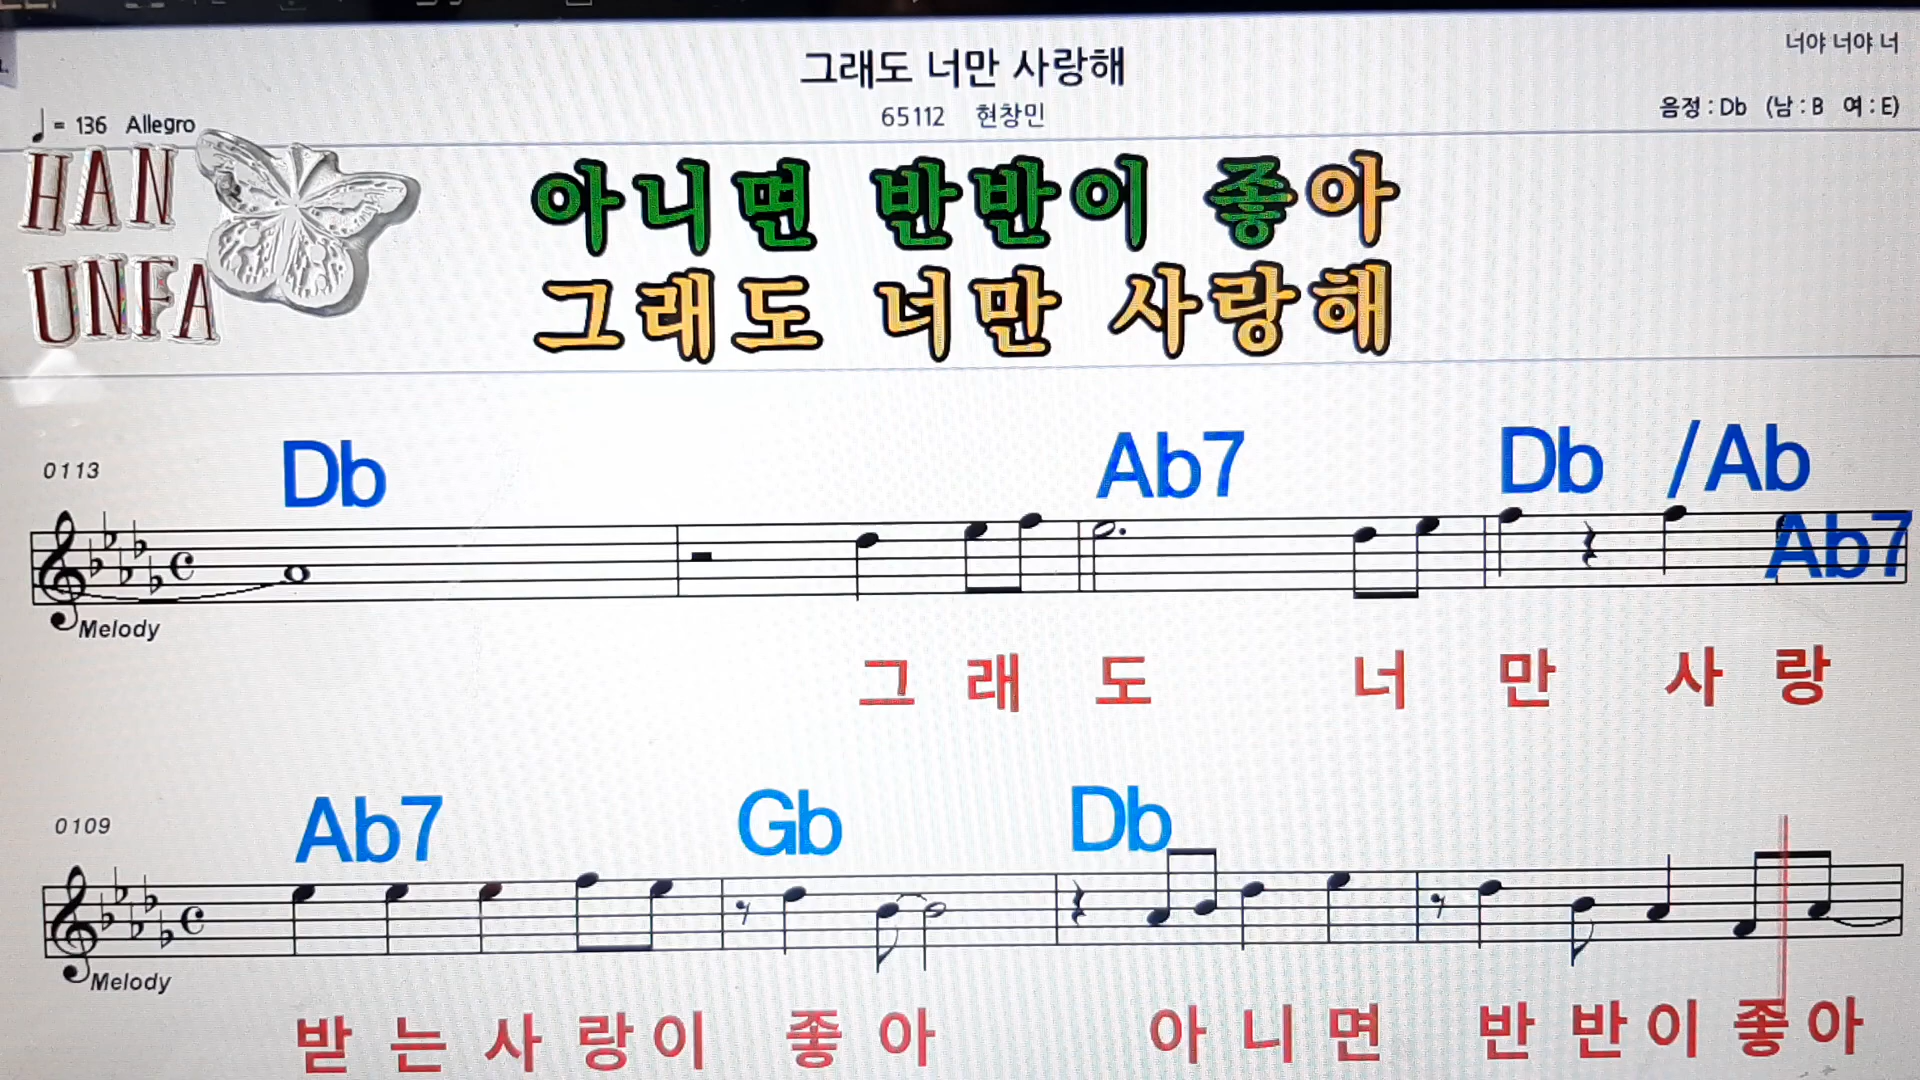 그래도 너만 사랑해
너야 너야 너
65112 현창민
음정 : Db (남 : B 여 : E)
♩ = 136 Allegro
HAN
UNFA
아니면 반반이 좋아
그래도 너만 사랑해
0113
Db Ab7 Db /Ab Ab7
Melody
그 래 도 너 만 사 랑
0109
Ab7 Gb Db
Melody
받 는 사 랑 이 좋 아 아 니 면 반 반 이 좋 아